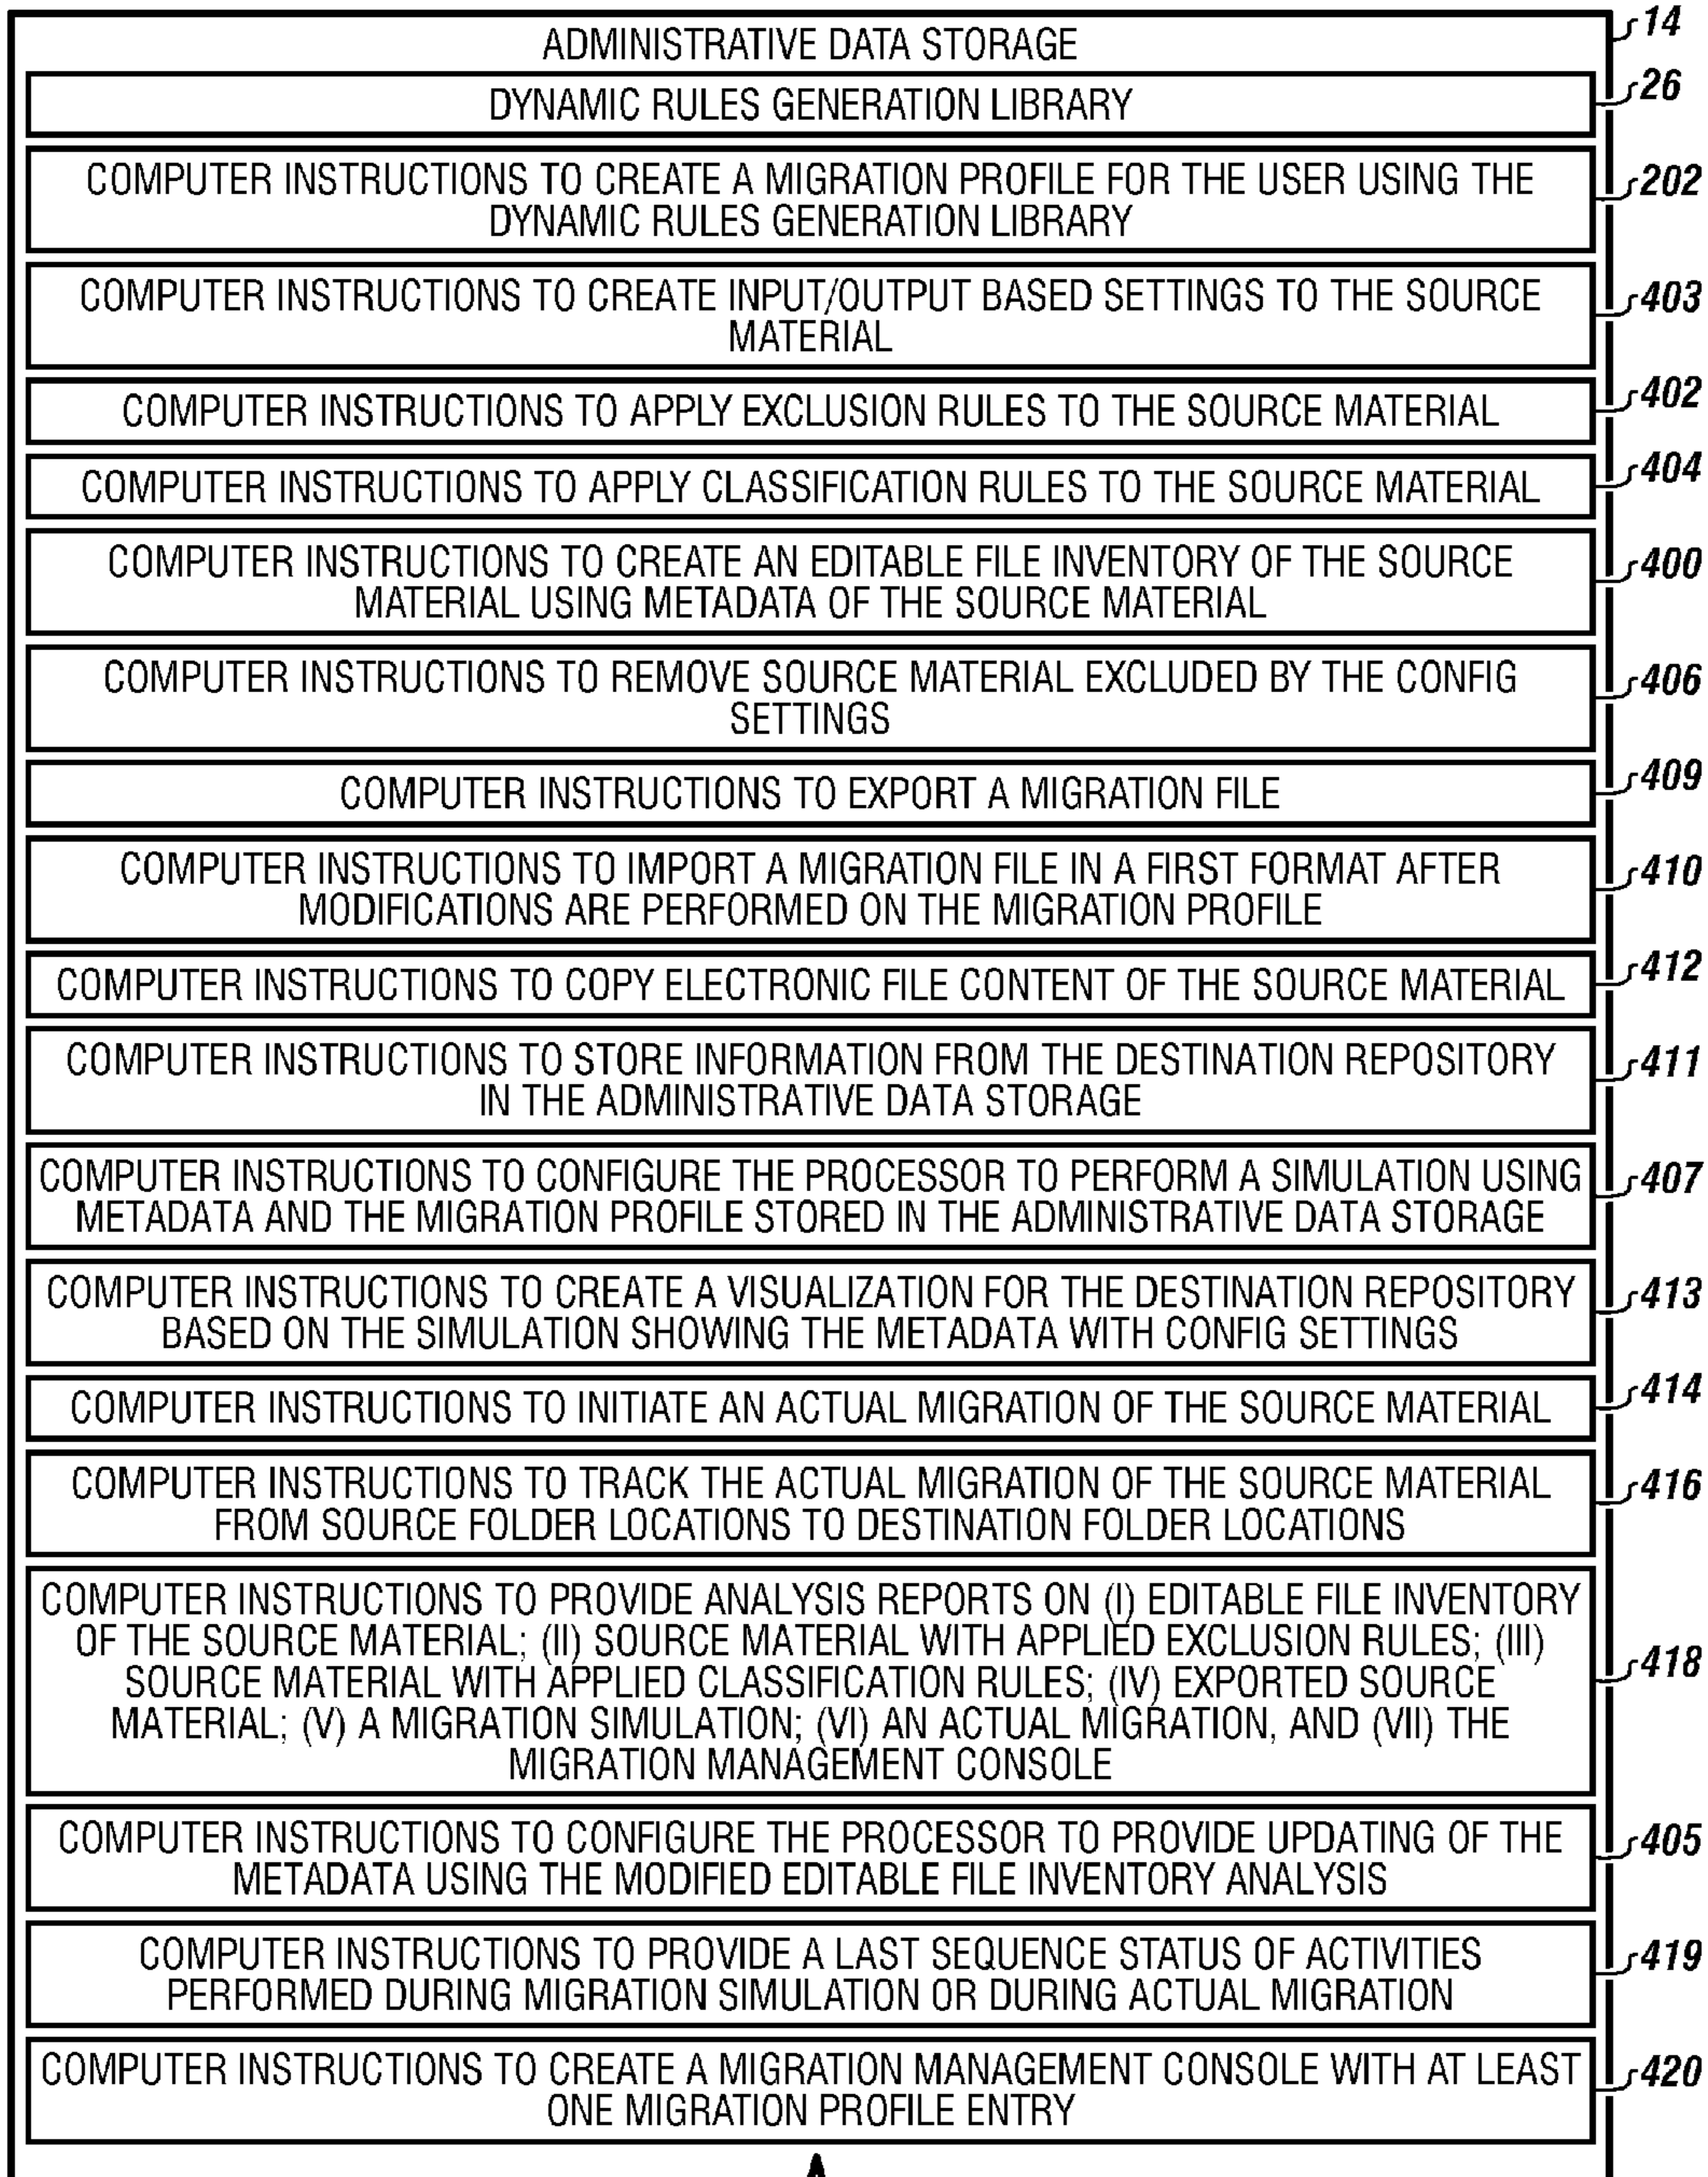 ADMINISTRATIVE DATA STORAGE
14
DYNAMIC RULES GENERATION LIBRARY
26
COMPUTER INSTRUCTIONS TO CREATE A MIGRATION PROFILE FOR THE USER USING THE
DYNAMIC RULES GENERATION LIBRARY
202
COMPUTER INSTRUCTIONS TO CREATE INPUT/OUTPUT BASED SETTINGS TO THE SOURCE
MATERIAL
403
COMPUTER INSTRUCTIONS TO APPLY EXCLUSION RULES TO THE SOURCE MATERIAL
402
COMPUTER INSTRUCTIONS TO APPLY CLASSIFICATION RULES TO THE SOURCE MATERIAL
404
COMPUTER INSTRUCTIONS TO CREATE AN EDITABLE FILE INVENTORY OF THE SOURCE
MATERIAL USING METADATA OF THE SOURCE MATERIAL
400
COMPUTER INSTRUCTIONS TO REMOVE SOURCE MATERIAL EXCLUDED BY THE CONFIG
SETTINGS
406
COMPUTER INSTRUCTIONS TO EXPORT A MIGRATION FILE
409
COMPUTER INSTRUCTIONS TO IMPORT A MIGRATION FILE IN A FIRST FORMAT AFTER
MODIFICATIONS ARE PERFORMED ON THE MIGRATION PROFILE
410
COMPUTER INSTRUCTIONS TO COPY ELECTRONIC FILE CONTENT OF THE SOURCE MATERIAL
412
COMPUTER INSTRUCTIONS TO STORE INFORMATION FROM THE DESTINATION REPOSITORY
IN THE ADMINISTRATIVE DATA STORAGE
411
COMPUTER INSTRUCTIONS TO CONFIGURE THE PROCESSOR TO PERFORM A SIMULATION USING
METADATA AND THE MIGRATION PROFILE STORED IN THE ADMINISTRATIVE DATA STORAGE
407
COMPUTER INSTRUCTIONS TO CREATE A VISUALIZATION FOR THE DESTINATION REPOSITORY
BASED ON THE SIMULATION SHOWING THE METADATA WITH CONFIG SETTINGS
413
COMPUTER INSTRUCTIONS TO INITIATE AN ACTUAL MIGRATION OF THE SOURCE MATERIAL
414
COMPUTER INSTRUCTIONS TO TRACK THE ACTUAL MIGRATION OF THE SOURCE MATERIAL
FROM SOURCE FOLDER LOCATIONS TO DESTINATION FOLDER LOCATIONS
416
COMPUTER INSTRUCTIONS TO PROVIDE ANALYSIS REPORTS ON (I) EDITABLE FILE INVENTORY
OF THE SOURCE MATERIAL; (II) SOURCE MATERIAL WITH APPLIED EXCLUSION RULES; (III)
SOURCE MATERIAL WITH APPLIED CLASSIFICATION RULES; (IV) EXPORTED SOURCE
MATERIAL; (V) A MIGRATION SIMULATION; (VI) AN ACTUAL MIGRATION, AND (VII) THE
MIGRATION MANAGEMENT CONSOLE
418
COMPUTER INSTRUCTIONS TO CONFIGURE THE PROCESSOR TO PROVIDE UPDATING OF THE
METADATA USING THE MODIFIED EDITABLE FILE INVENTORY ANALYSIS
405
COMPUTER INSTRUCTIONS TO PROVIDE A LAST SEQUENCE STATUS OF ACTIVITIES
PERFORMED DURING MIGRATION SIMULATION OR DURING ACTUAL MIGRATION
419
COMPUTER INSTRUCTIONS TO CREATE A MIGRATION MANAGEMENT CONSOLE WITH AT LEAST
ONE MIGRATION PROFILE ENTRY
420